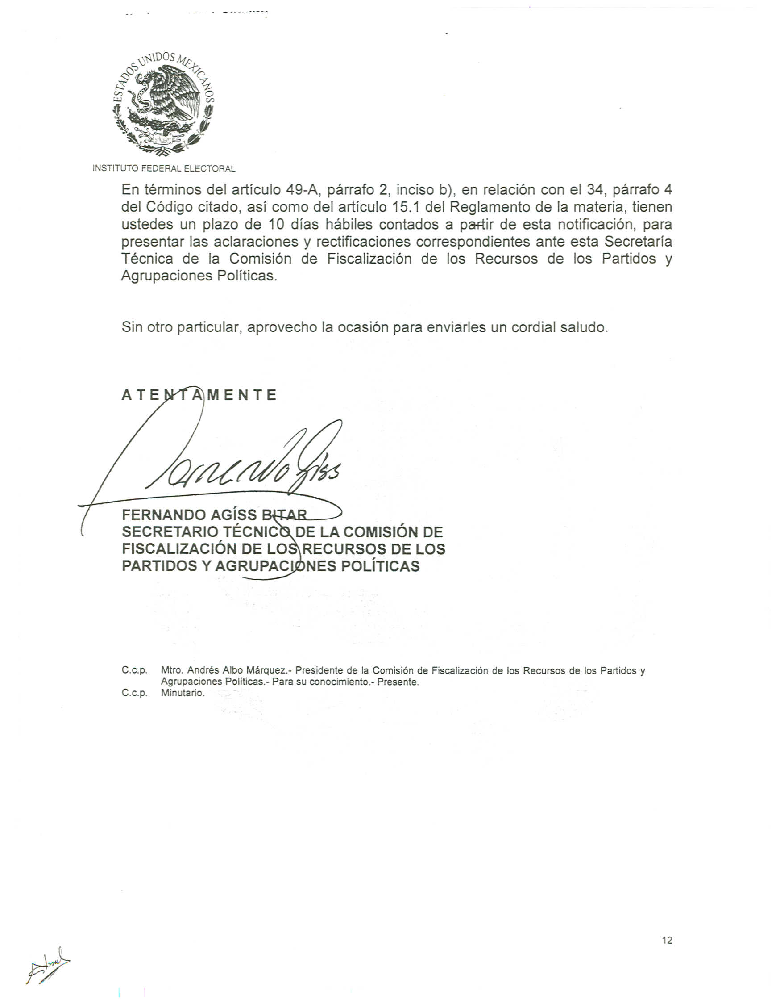 ESTADOS UNIDOS MEXICANOS
INSTITUTO FEDERAL ELECTORAL
En términos del artículo 49-A, párrafo 2, inciso b), en relación con el 34, párrafo 4
del Código citado, así como del artículo 15.1 del Reglamento de la materia, tienen
ustedes un plazo de 10 días hábiles contados a partir de esta notificación, para
presentar las aclaraciones y rectificaciones correspondientes ante esta Secretaría
Técnica de la Comisión de Fiscalización de los Recursos de los Partidos y
Agrupaciones Políticas.
Sin otro particular, aprovecho la ocasión para enviarles un cordial saludo.
A T E N T A M E N T E
Fernando Agiss
FERNANDO AGÍSS BITAR
SECRETARIO TÉCNICO DE LA COMISIÓN DE
FISCALIZACIÓN DE LOS RECURSOS DE LOS
PARTIDOS Y AGRUPACIONES POLÍTICAS
C.c.p. Mtro. Andrés Albo Márquez.- Presidente de la Comisión de Fiscalización de los Recursos de los Partidos y
Agrupaciones Políticas.- Para su conocimiento.- Presente.
C.c.p. Minutario.
12